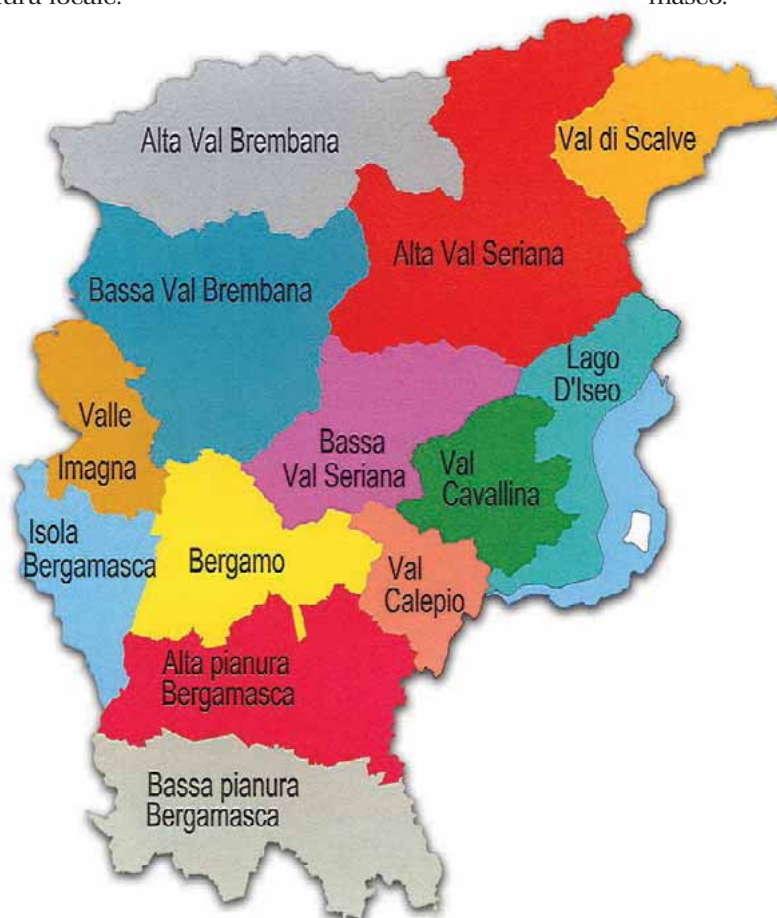 masco.
Alta Val Brembana
Val di Scalve
Alta Val Seriana
Bassa Val Brembana
Lago
D'Iseo
Valle
Imagna
Bassa
Val Seriana
Val
Cavallina
Isola
Bergamasca
Bergamo
Val
Calepio
Alta pianura
Bergamasca
Bassa pianura
Bergamasca